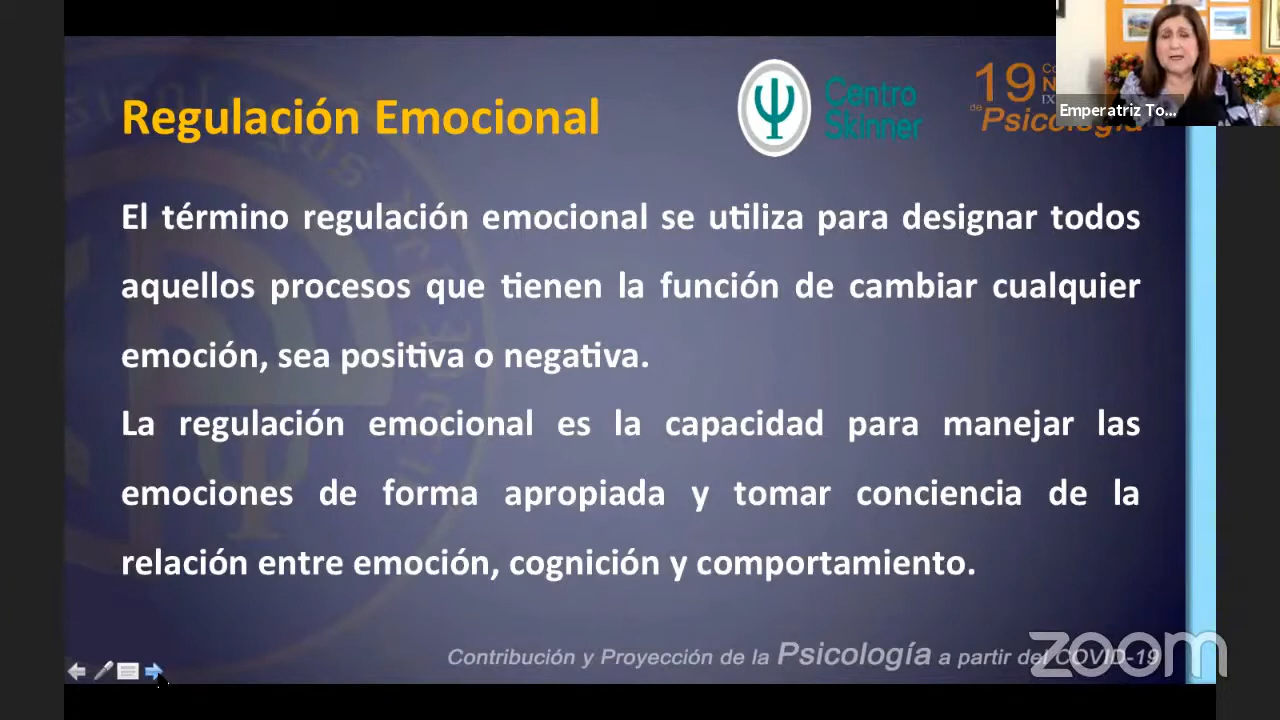 Regulación Emocional
Centro
Skinner
19
de Psicología
Emperatriz To...
El término regulación emocional se utiliza para designar todos
aquellos procesos que tienen la función de cambiar cualquier
emoción, sea positiva o negativa.
La regulación emocional es la capacidad para manejar las
emociones de forma apropiada y tomar conciencia de la
relación entre emoción, cognición y comportamiento.
Contribución y Proyección de la Psicología a partir del COVID-19
zoom